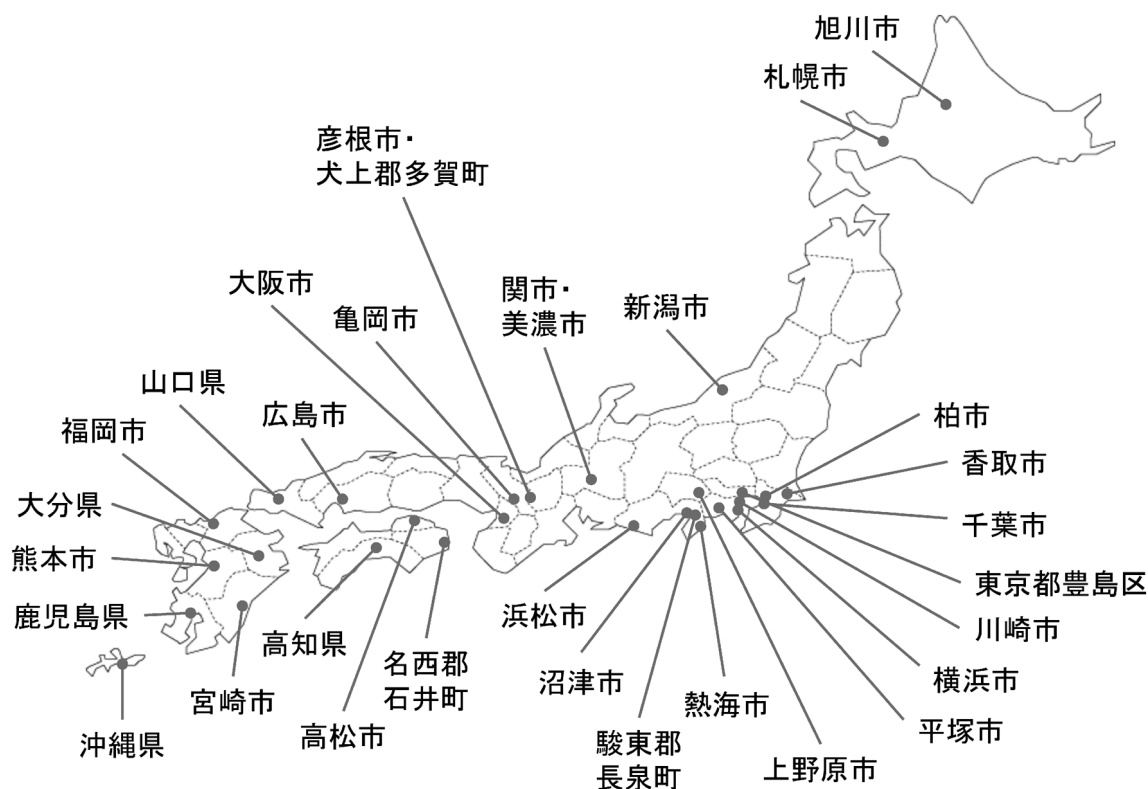 旭川市
札幌市
彦根市・
犬上郡多賀町
大阪市
亀岡市
関市・
美濃市
新潟市
山口県
福岡市
広島市
大分県
熊本市
鹿児島県
沖縄県
宮崎市
高知県
高松市
名西郡
石井町
浜松市
沼津市
駿東郡
長泉町
熱海市
上野原市
平塚市
横浜市
川崎市
東京都豊島区
千葉市
香取市
柏市